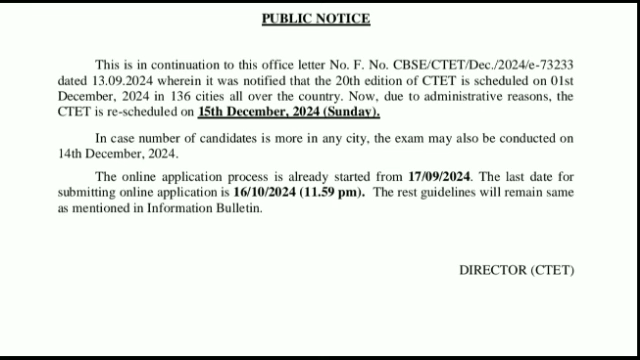 PUBLIC NOTICE
This is in continuation to this office letter No. F. No. CBSE/CTET/Dec./2024/e-73233
dated 13.09.2024 wherein it was notified that the 20th edition of CTET is scheduled on 01st
December, 2024 in 136 cities all over the country. Now, due to administrative reasons, the
CTET is re-scheduled on 15th December, 2024 (Sunday).
In case number of candidates is more in any city, the exam may also be conducted on
14th December, 2024.
The online application process is already started from 17/09/2024. The last date for
submitting online application is 16/10/2024 (11.59 pm). The rest guidelines will remain same
as mentioned in Information Bulletin.
DIRECTOR (CTET)